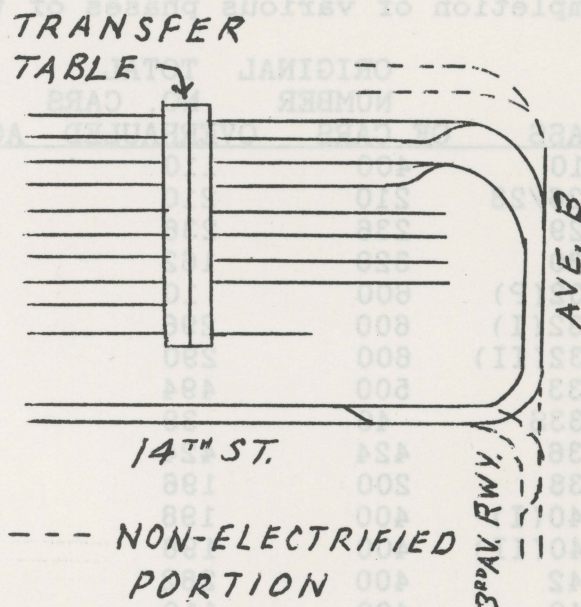 TRANSFER
TABLE
AVE. B
14TH ST.
3RD AV RWY.
--- NON-ELECTRIFIED
PORTION